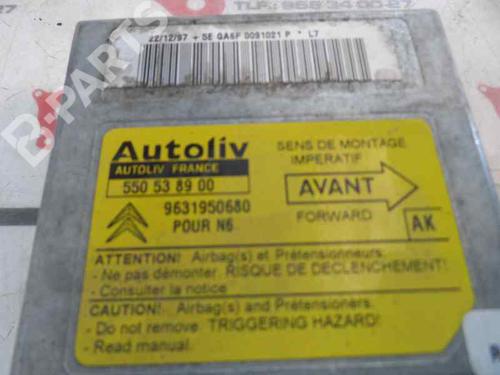 22/12/97 + SE GA6F 0091021 P * L7
Autoliv
AUTOLIV FRANCE
550 53 89 00
9631950680
POUR N6
SENS DE MONTAGE
IMPERATIF
AVANT
FORWARD
AK
ATTENTION! Airbag(s) et Prétensionneurs:
- Ne pas démonter. RISQUE DE DECLENCHEMENT!
- Consulter la notice
CAUTION! Airbag(s) and Pretensioners.
- Do not remove. TRIGGERING HAZARD!
- Read manual.
B-PARTS